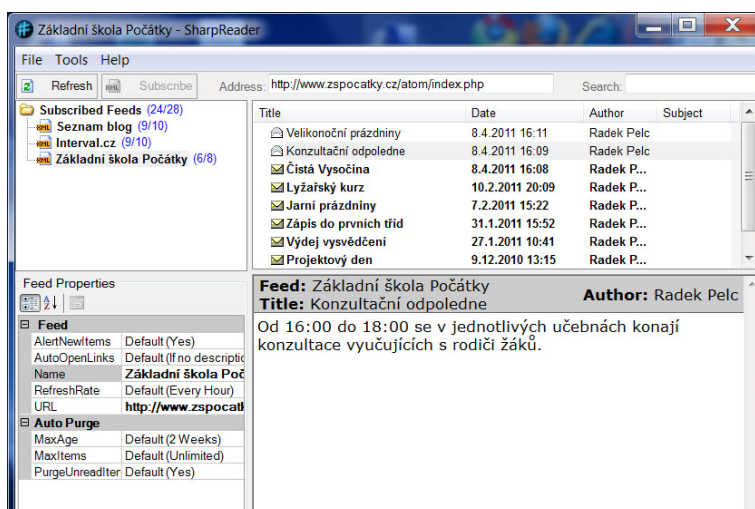 Základní škola Počátky - SharpReader
File Tools Help
Refresh XML Subscribe Address: http://www.zspocatky.cz/atom/index.php Search:
Subscribed Feeds (24/28)
XML Seznam blog (9/10)
XML Interval.cz (9/10)
XML Základní škola Počátky (6/8)
Title Date Author Subject
Velikonoční prázdniny 8.4.2011 16:11 Radek Pelc
Konzultační odpoledne 8.4.2011 16:09 Radek Pelc
Čistá Vysočina 8.4.2011 16:08 Radek P...
Lyžařský kurz 10.2.2011 20:09 Radek P...
Jarní prázdniny 7.2.2011 15:22 Radek P...
Zápis do prvních tříd 31.1.2011 15:52 Radek P...
Výdej vysvědčení 27.1.2011 10:41 Radek P...
Projektový den 9.12.2010 13:15 Radek P...
Feed Properties
Feed
AlertNewItems Default (Yes)
AutoOpenLinks Default (If no descriptic
Name Základní škola Poč
RefreshRate Default (Every Hour)
URL http://www.zspocatk
Auto Purge
MaxAge Default (2 Weeks)
MaxItems Default (Unlimited)
PurgeUnreadIter Default (Yes)
Feed: Základní škola Počátky
Title: Konzultační odpoledne
Author: Radek Pelc
Od 16:00 do 18:00 se v jednotlivých učebnách konají
konzultace vyučujících s rodiči žáků.